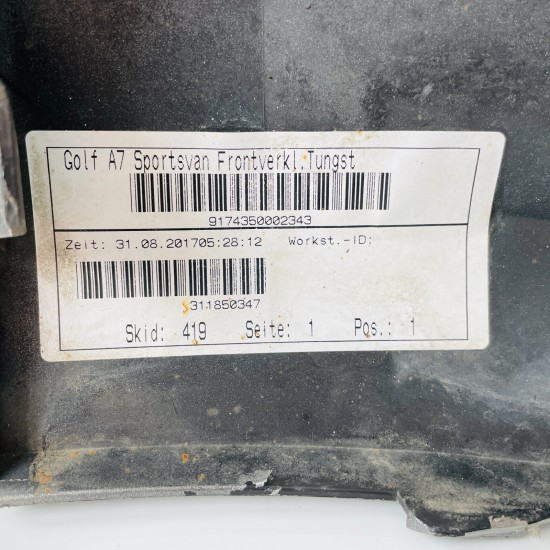 Golf A7 Sportsvan Frontverkl.Tungst
9174350002343
Zeit: 31.08.201705:28:12 Workst.-ID:
S311850347
Skid: 419 Seite: 1 Pos.: 1